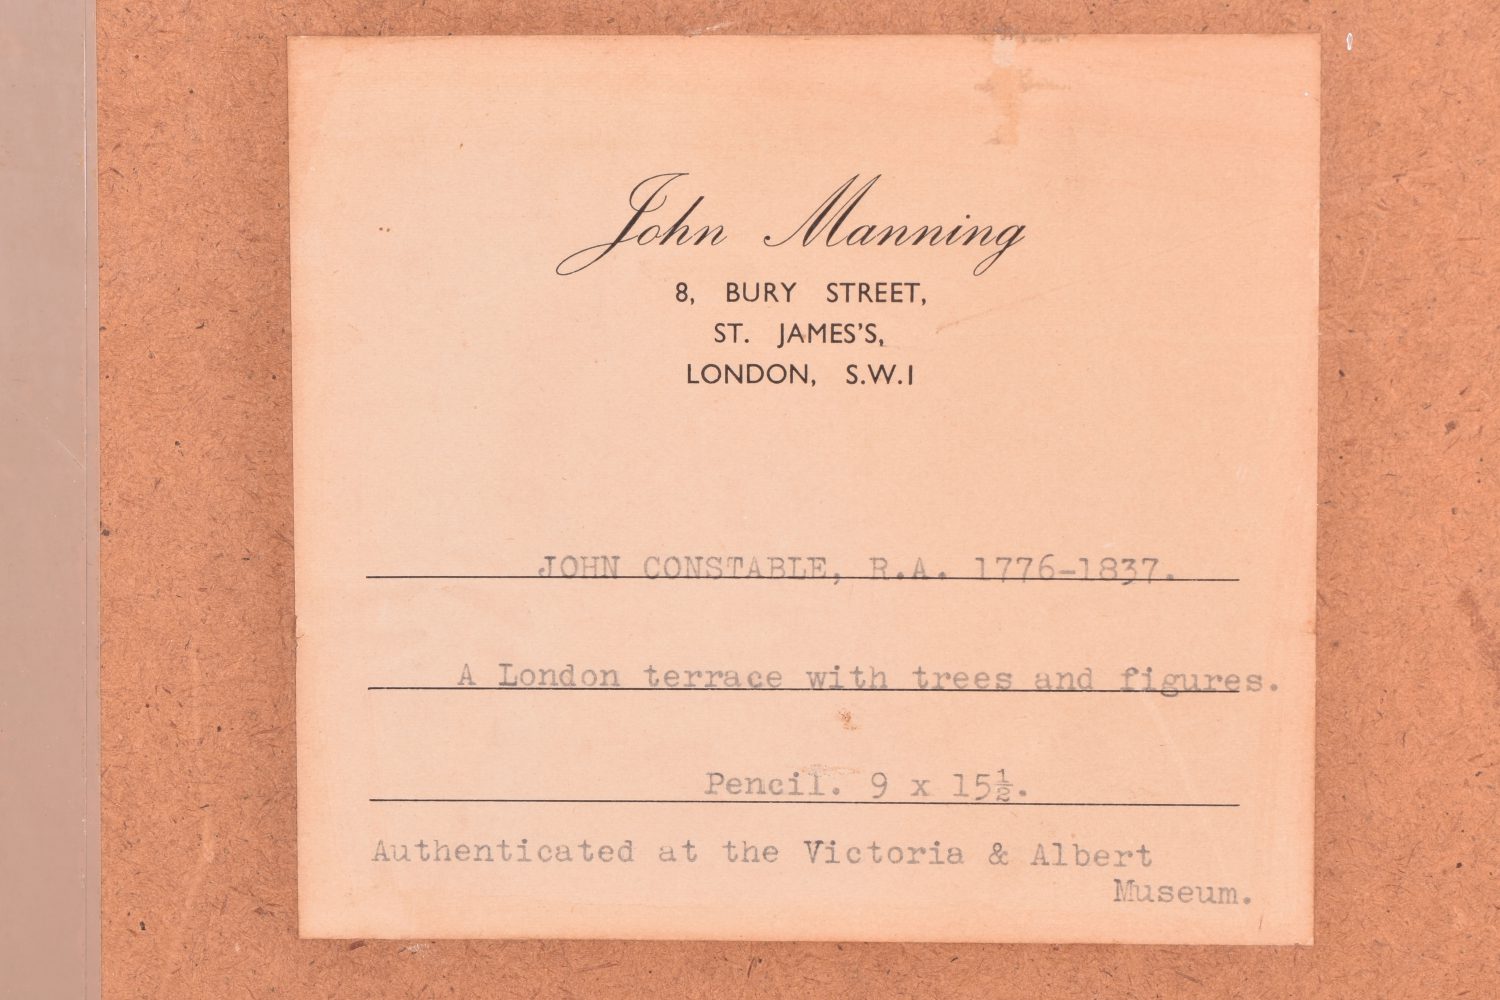 John Manning
8, BURY STREET,
ST. JAMES'S,
LONDON, S.W.1
JOHN CONSTABLE, R.A. 1776-1837.
A London terrace with trees and figures.
Pencil. 9 x 15½.
Authenticated at the Victoria & Albert
Museum.